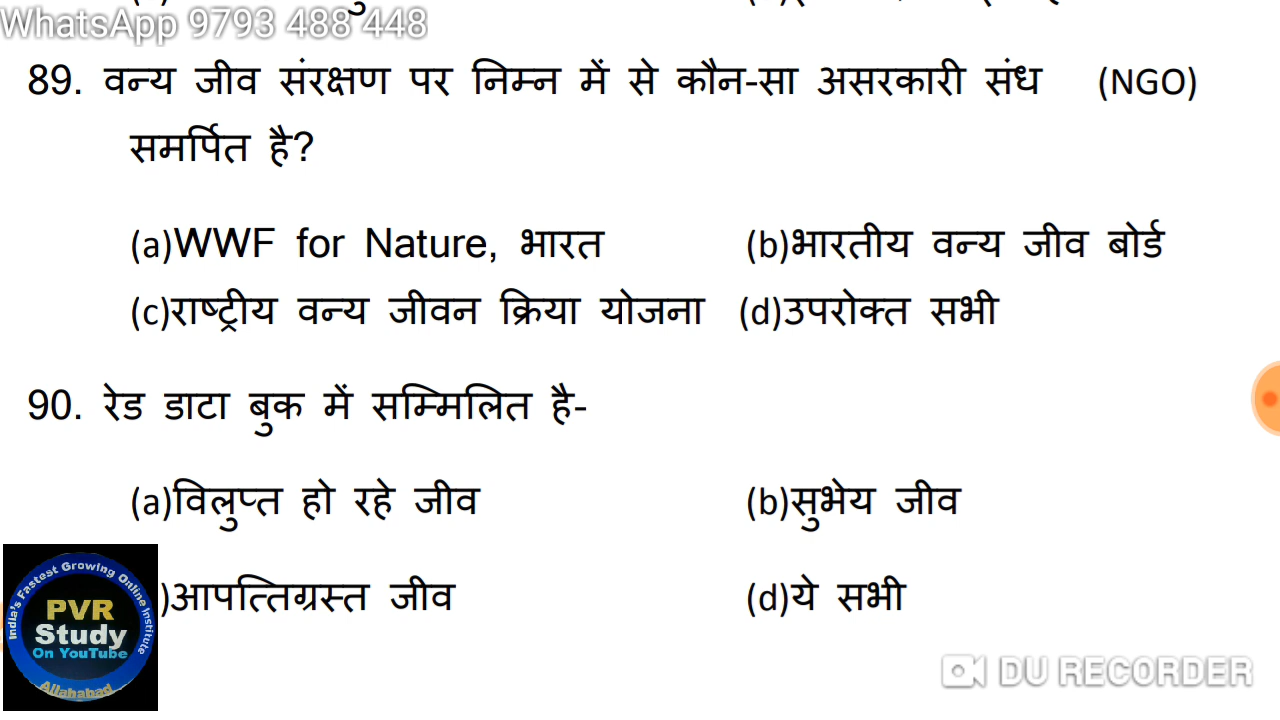 WhatsApp 9793 488 448
89. वन्य जीव संरक्षण पर निम्न में से कौन-सा असरकारी संध (NGO)
समर्पित है?
(a)WWF for Nature, भारत (b)भारतीय वन्य जीव बोर्ड
(c)राष्ट्रीय वन्य जीवन क्रिया योजना (d)उपरोक्त सभी
90. रेड डाटा बुक में सम्मिलित है-
(a)विलुप्त हो रहे जीव (b)सुभेय जीव
)आपत्तिग्रस्त जीव (d)ये सभी
India's Fastest Growing Online Institute
PVR
Study
On YouTube
Allahabad
DU RECORDER